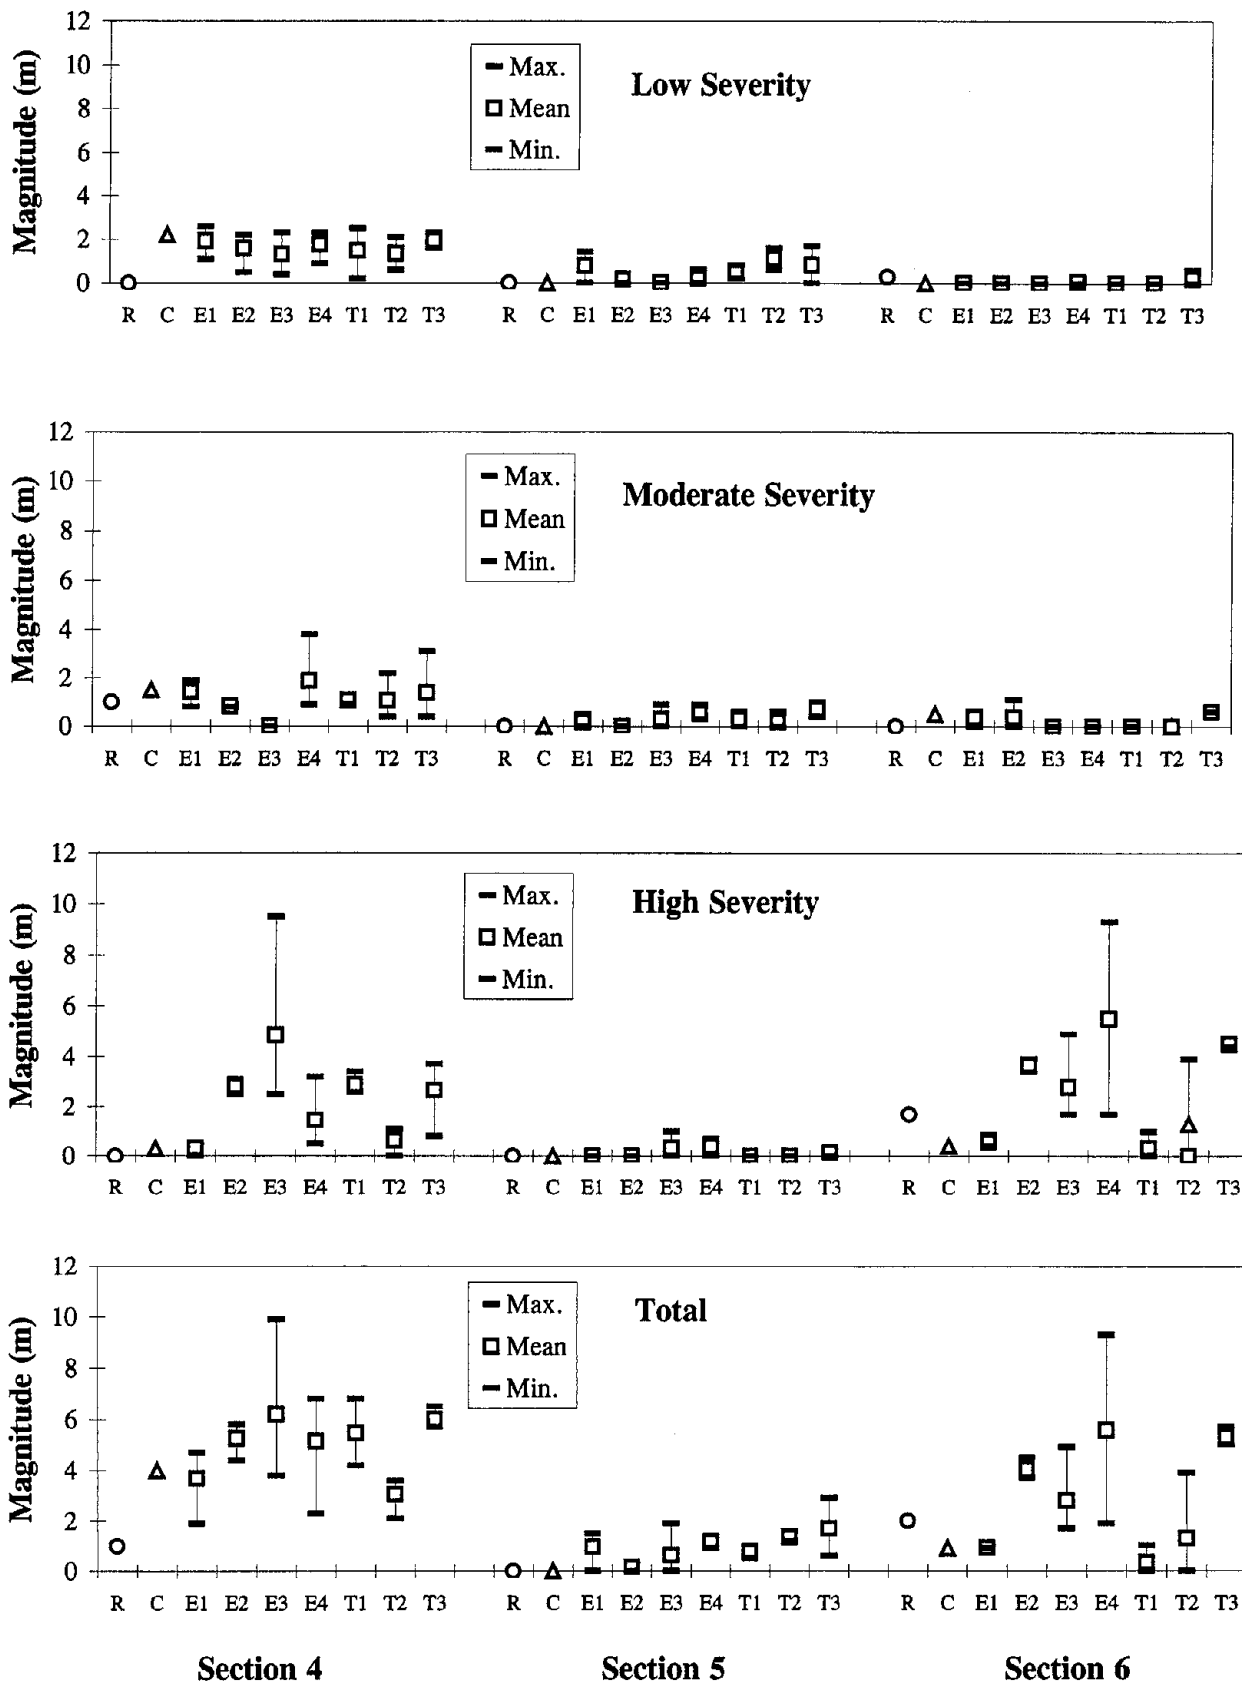 12
10
8
6
4
2
0
Magnitude (m)
Max.
Mean
Min.
Low Severity
R C E1 E2 E3 E4 T1 T2 T3 R C E1 E2 E3 E4 T1 T2 T3 R C E1 E2 E3 E4 T1 T2 T3
12
10
8
6
4
2
0
Magnitude (m)
Max.
Mean
Min.
Moderate Severity
R C E1 E2 E3 E4 T1 T2 T3 R C E1 E2 E3 E4 T1 T2 T3 R C E1 E2 E3 E4 T1 T2 T3
12
10
8
6
4
2
0
Magnitude (m)
Max.
Mean
Min.
High Severity
R C E1 E2 E3 E4 T1 T2 T3 R C E1 E2 E3 E4 T1 T2 T3 R C E1 E2 E3 E4 T1 T2 T3
12
10
8
6
4
2
0
Magnitude (m)
Max.
Mean
Min.
Total
R C E1 E2 E3 E4 T1 T2 T3 R C E1 E2 E3 E4 T1 T2 T3 R C E1 E2 E3 E4 T1 T2 T3
Section 4 Section 5 Section 6